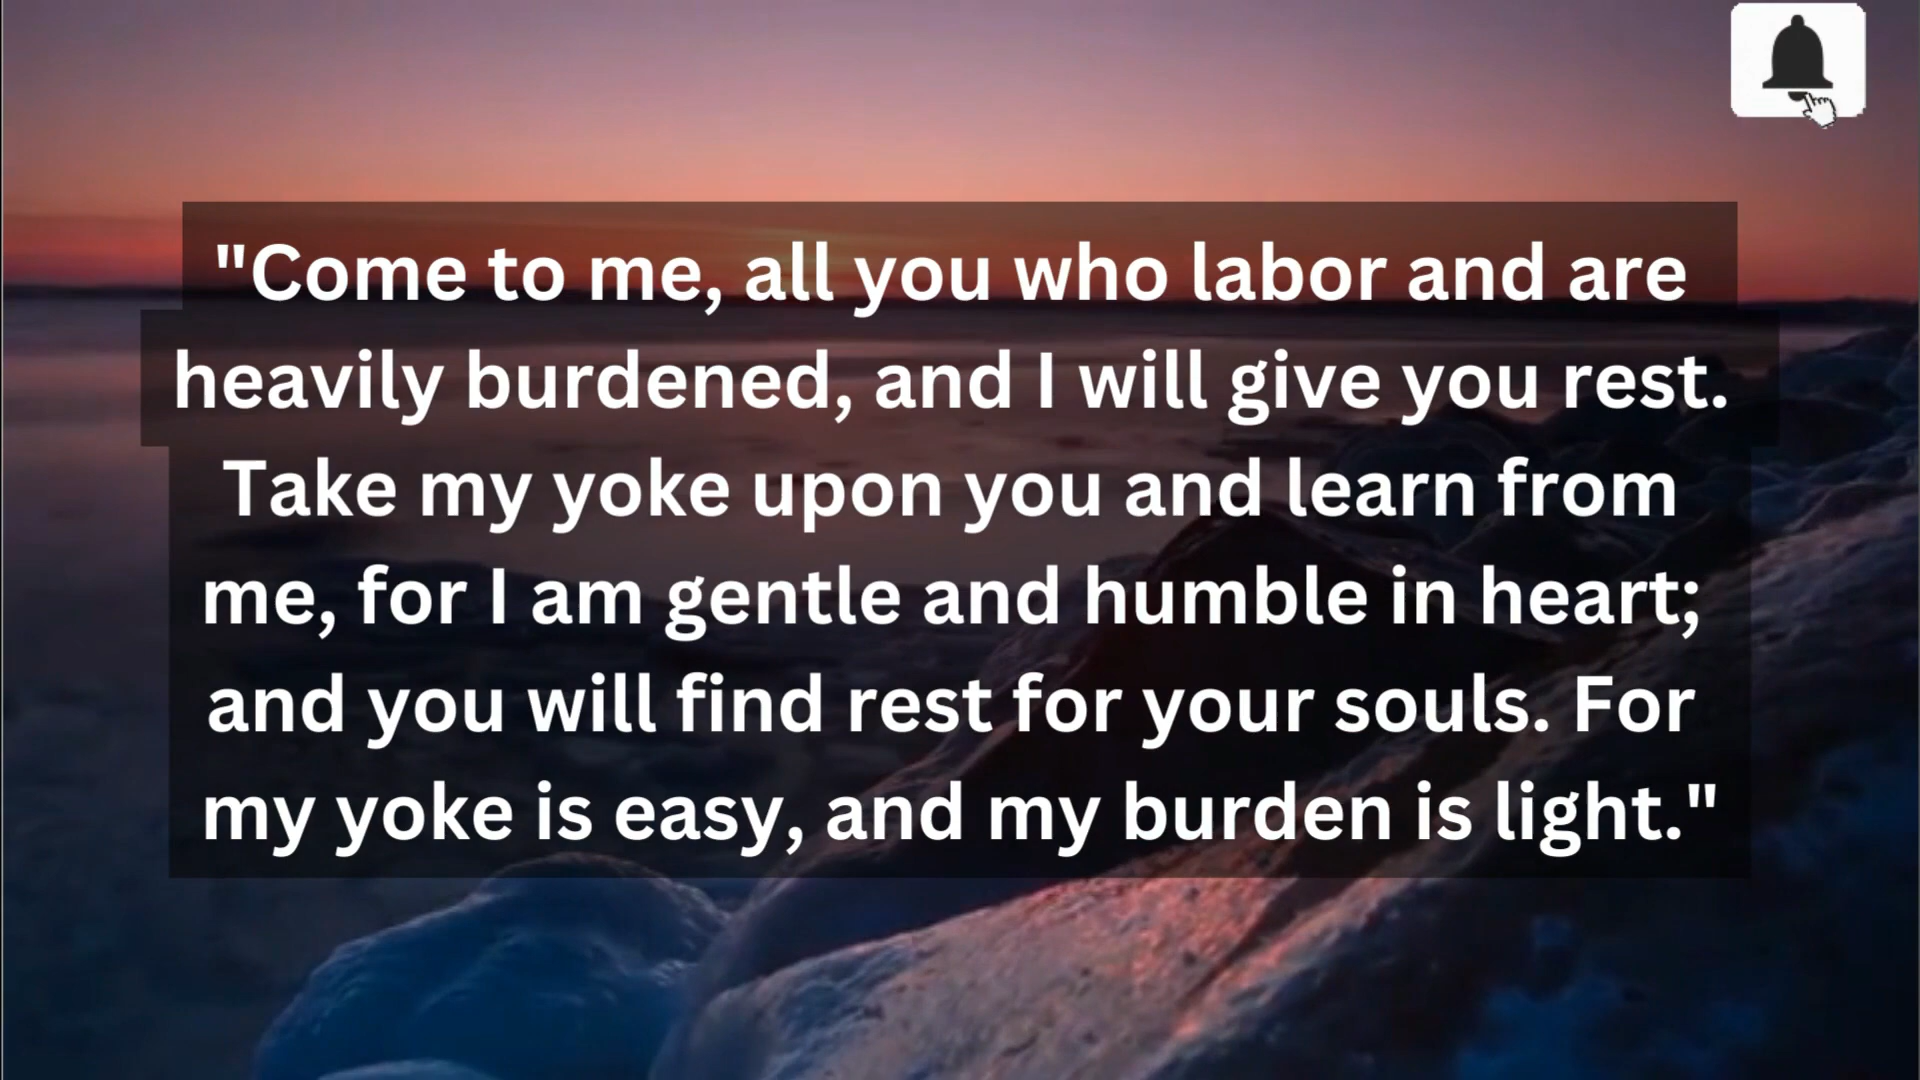 "Come to me, all you who labor and are
heavily burdened, and I will give you rest.
Take my yoke upon you and learn from
me, for I am gentle and humble in heart;
and you will find rest for your souls. For
my yoke is easy, and my burden is light."